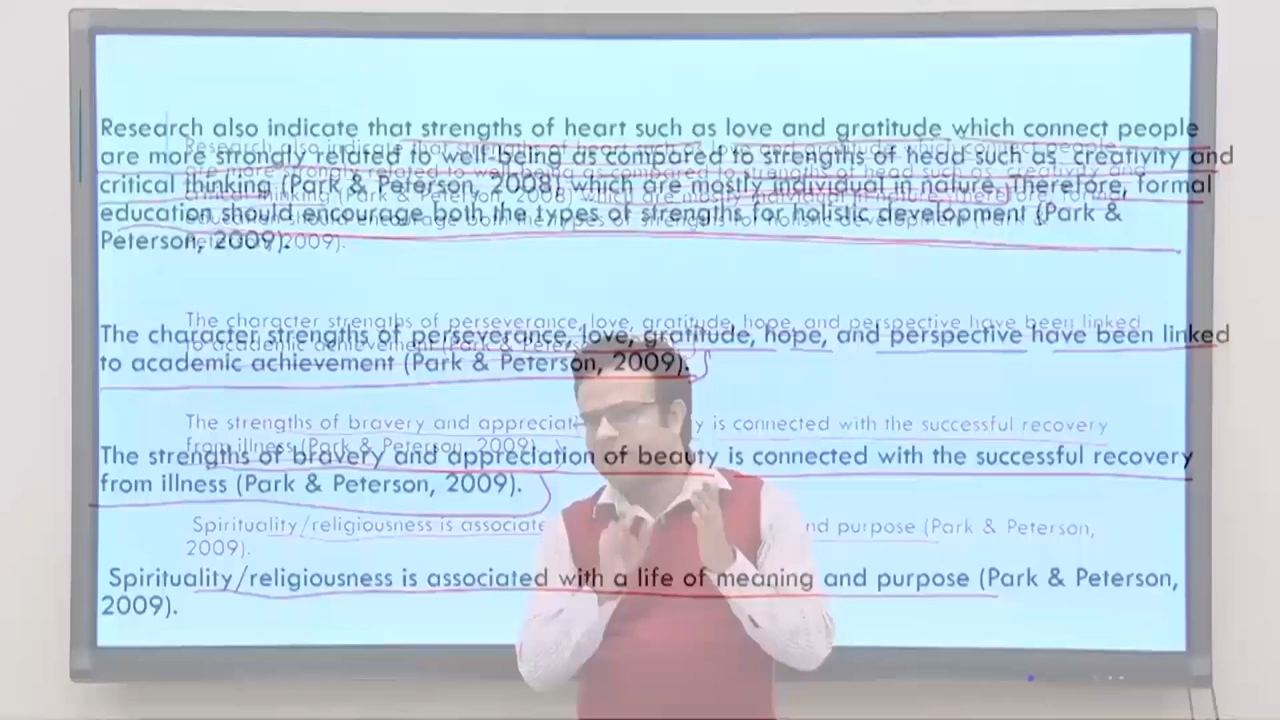 Research also indicate that strengths of heart such as love and gratitude which connect people
are more strongly related to well-being as compared to strengths of head such as creativity and
critical thinking (Park & Peterson, 2008) which are mostly individual in nature. Therefore, formal
education should encourage both the types of strengths for holistic development (Park &
Peterson, 2009).
The character strengths of perseverance, love, gratitude, hope, and perspective have been linked
to academic achievement (Park & Peterson, 2009).
The strengths of bravery and appreciation of beauty is connected with the successful recovery
from illness (Park & Peterson, 2009).
Spirituality/religiousness is associated with a life of meaning and purpose (Park & Peterson,
2009).